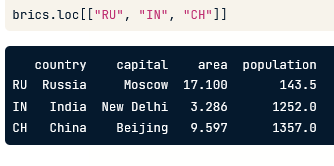 brics.loc[["RU", "IN", "CH"]]
country capital area population
RU Russia Moscow 17.100 143.5
IN India New Delhi 3.286 1252.0
CH China Beijing 9.597 1357.0